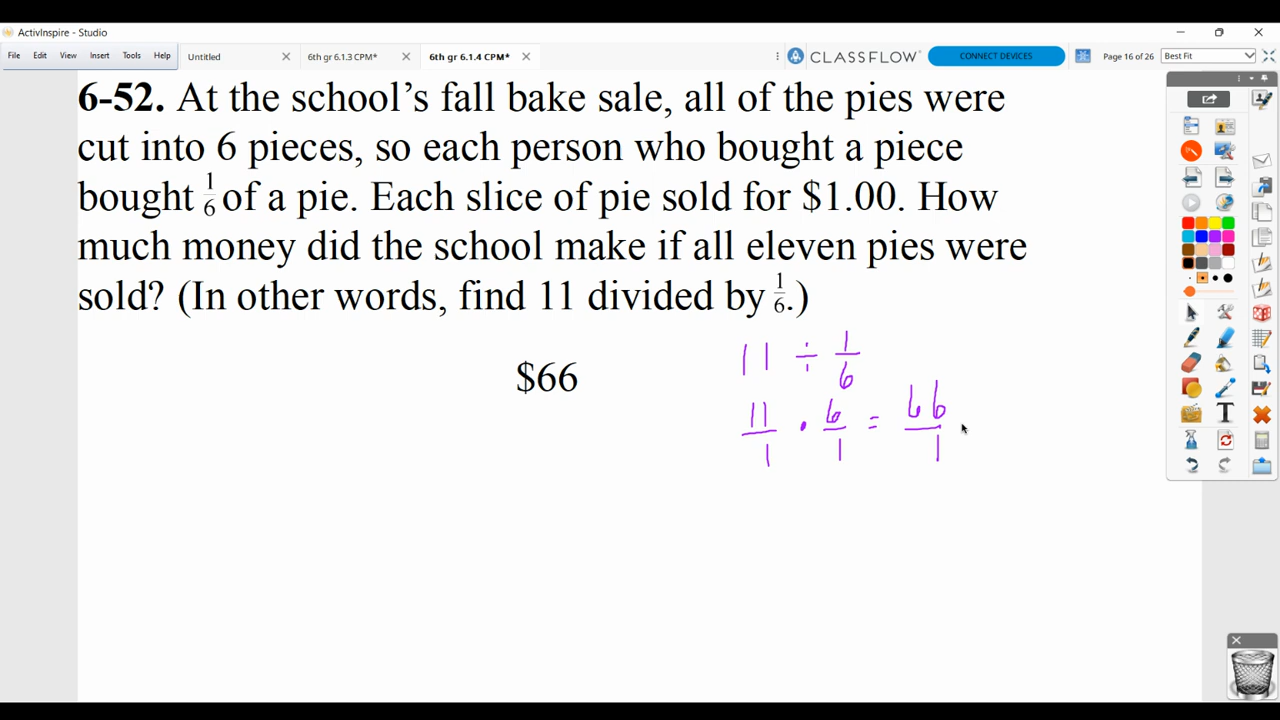 ActivInspire - Studio
File Edit View Insert Tools Help Untitled 6th gr 6.1.3 CPM* 6th gr 6.1.4 CPM* CLASSFLOW CONNECT DEVICES Page 16 of 26 Best Fit
6-52. At the school's fall bake sale, all of the pies were
cut into 6 pieces, so each person who bought a piece
bought 1/6 of a pie. Each slice of pie sold for $1.00. How
much money did the school make if all eleven pies were
sold? (In other words, find 11 divided by 1/6.)
$66
11 ÷ 1/6
11/1 • 6/1 = 66/1